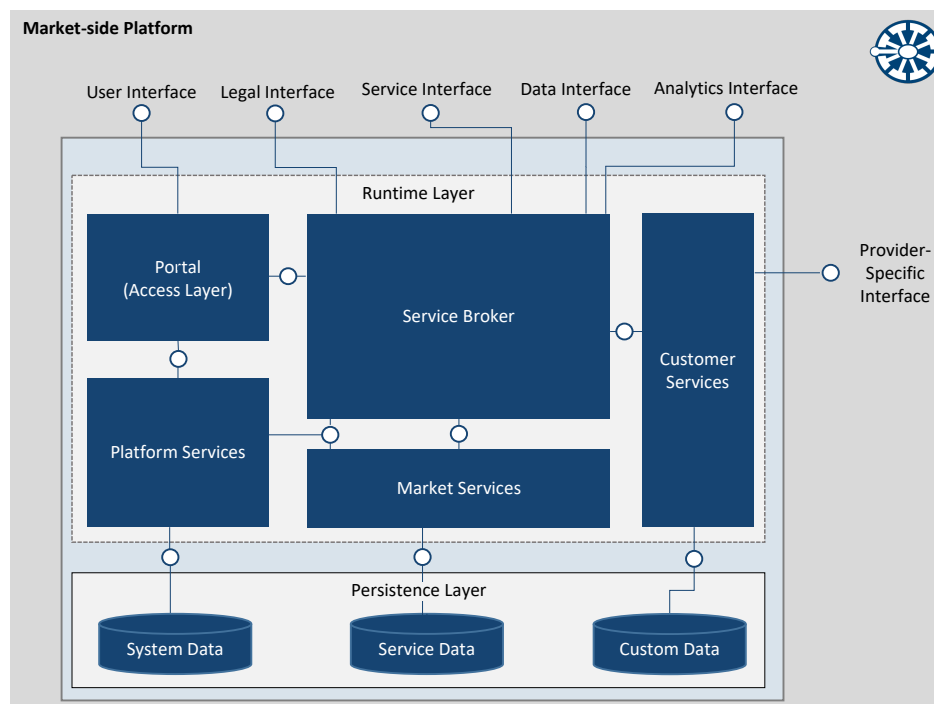 Market-side Platform
User Interface
Legal Interface
Service Interface
Data Interface
Analytics Interface
Runtime Layer
Portal
(Access Layer)
Service Broker
Customer
Services
Provider-
Specific
Interface
Platform Services
Market Services
Persistence Layer
System Data
Service Data
Custom Data